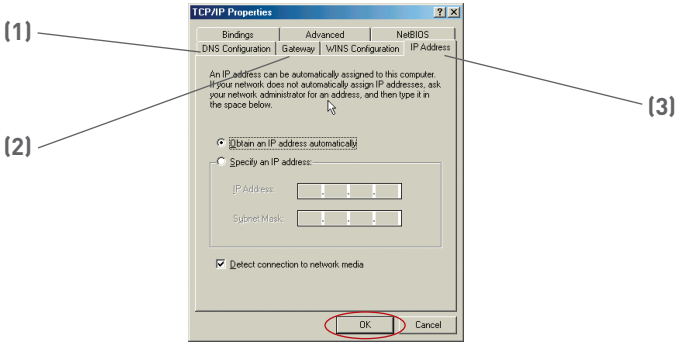 TCP/IP Properties
(1)
Bindings Advanced NetBIOS
DNS Configuration Gateway WINS Configuration IP Address
An IP address can be automatically assigned to this computer.
If your network does not automatically assign IP addresses, ask
your network administrator for an address, and then type it in
the space below.
(3)
(2)
Obtain an IP address automatically
Specify an IP address:
IP Address:
Subnet Mask:
Detect connection to network media
OK Cancel